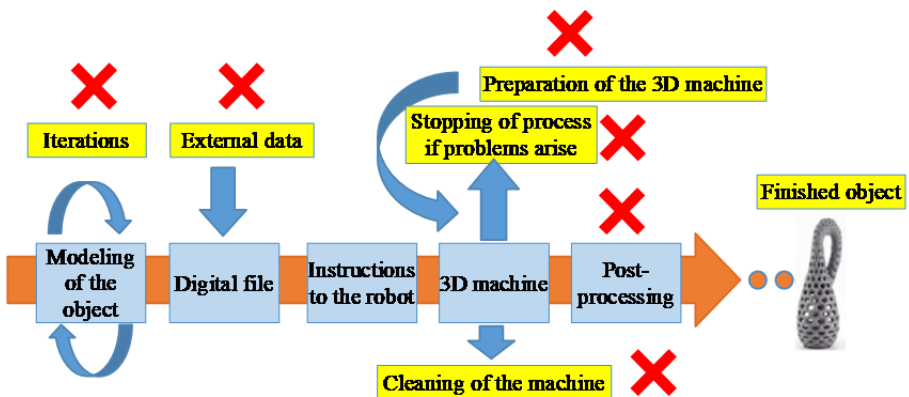 Preparation of the 3D machine
Iterations
External data
Stopping of process
if problems arise
Finished object
Modeling
of the
object
Digital file
Instructions
to the robot
3D machine
Post-
processing
Cleaning of the machine